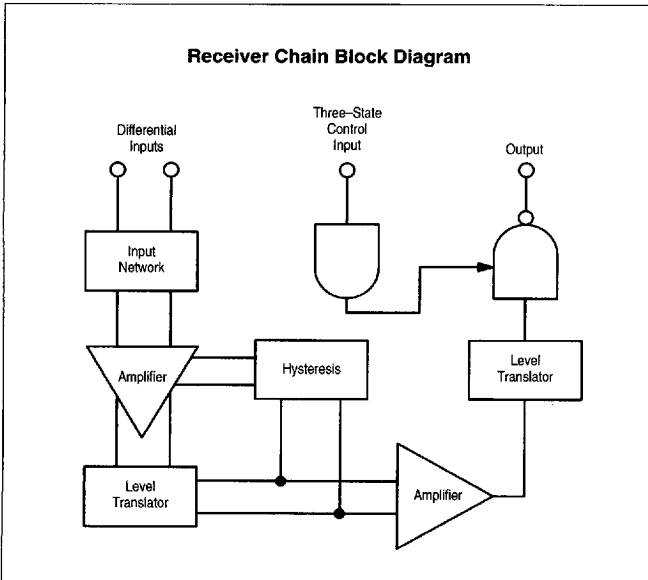 Receiver Chain Block Diagram
Differential
Inputs
Three–State
Control
Input
Output
Input
Network
Amplifier
Hysteresis
Level
Translator
Level
Translator
Amplifier